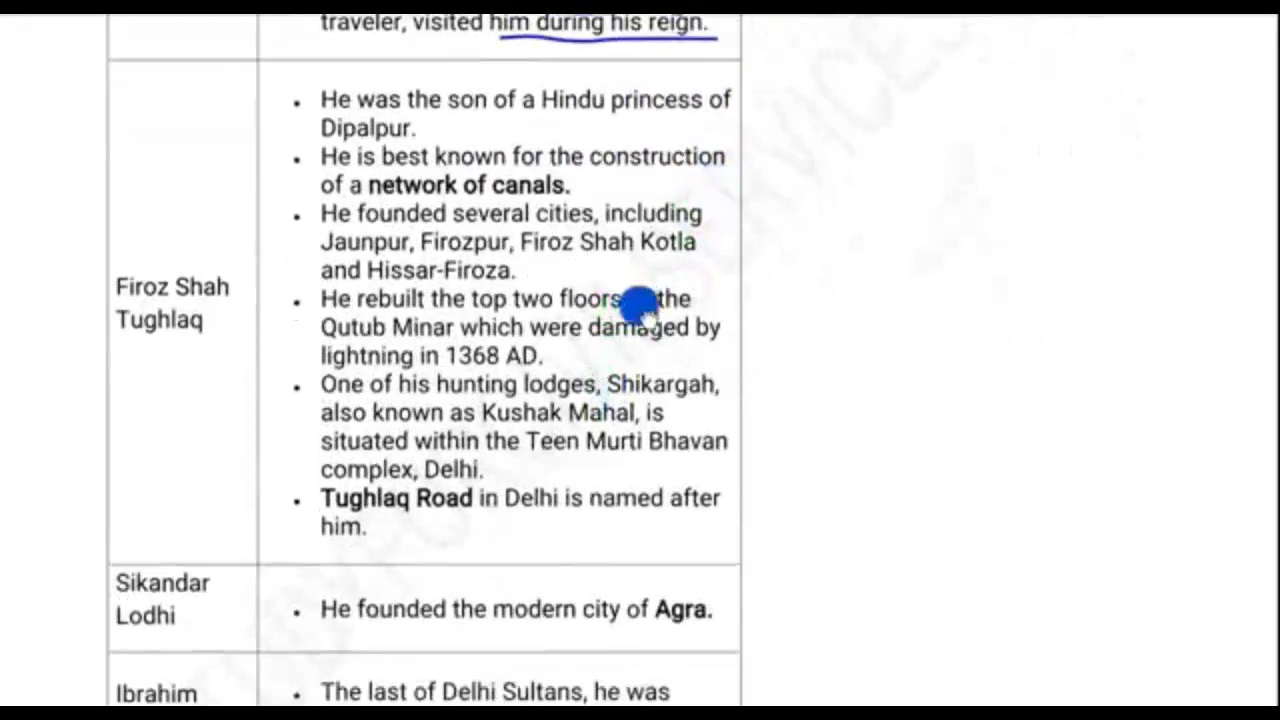 traveler, visited him during his reign.
• He was the son of a Hindu princess of
Dipalpur.
• He is best known for the construction
of a network of canals.
• He founded several cities, including
Jaunpur, Firozpur, Firoz Shah Kotla
and Hissar-Firoza.
Firoz Shah
Tughlaq
• He rebuilt the top two floors the
Qutub Minar which were damaged by
lightning in 1368 AD.
• One of his hunting lodges, Shikargah,
also known as Kushak Mahal, is
situated within the Teen Murti Bhavan
complex, Delhi.
• Tughlaq Road in Delhi is named after
him.
Sikandar
Lodhi
• He founded the modern city of Agra.
Ibrahim
• The last of Delhi Sultans, he was